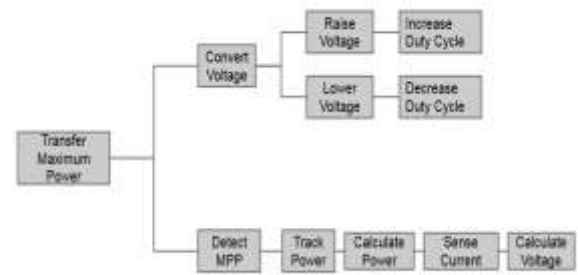 Raise
Voltage
Increase
Duty Cycle
Convert
Voltage
Lower
Voltage
Decrease
Duty Cycle
Transfer
Maximum
Power
Detect
MPP
Track
Power
Calculate
Power
Sense
Current
Calculate
Voltage